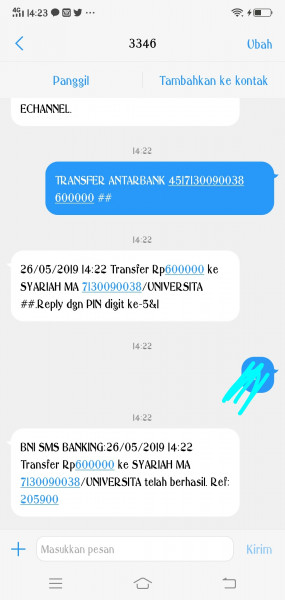 4G 14:23
3346
Ubah
Panggil
Tambahkan ke kontak
ECHANNEL.
14:22
TRANSFER ANTARBANK 4517130090038
600000 ##
14:22
26/05/2019 14:22 Transfer Rp600000 ke
SYARIAH MA 7130090038/UNIVERSITA
##.Reply dgn PIN digit ke-5&1
14:22
14:22
BNI SMS BANKING:26/05/2019 14:22
Transfer Rp600000 ke SYARIAH MA
7130090038/UNIVERSITA telah berhasil. Ref:
205900
Masukkan pesan
Kirim